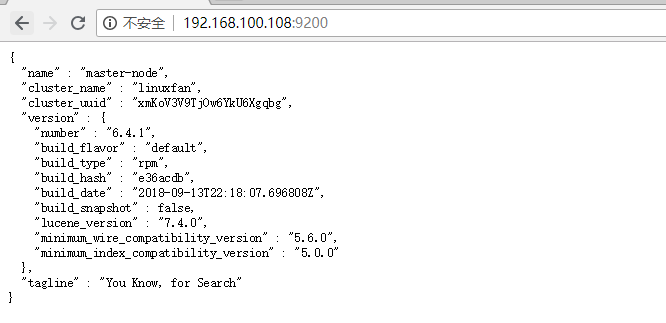 不安全 | 192.168.100.108:9200
{
"name" : "master-node",
"cluster_name" : "linuxfan",
"cluster_uuid" : "xmKoV3V9TjOw6YkU6Xgqbg",
"version" : {
"number" : "6.4.1",
"build_flavor" : "default",
"build_type" : "rpm",
"build_hash" : "e36acdb",
"build_date" : "2018-09-13T22:18:07.696808Z",
"build_snapshot" : false,
"lucene_version" : "7.4.0",
"minimum_wire_compatibility_version" : "5.6.0",
"minimum_index_compatibility_version" : "5.0.0"
},
"tagline" : "You Know, for Search"
}